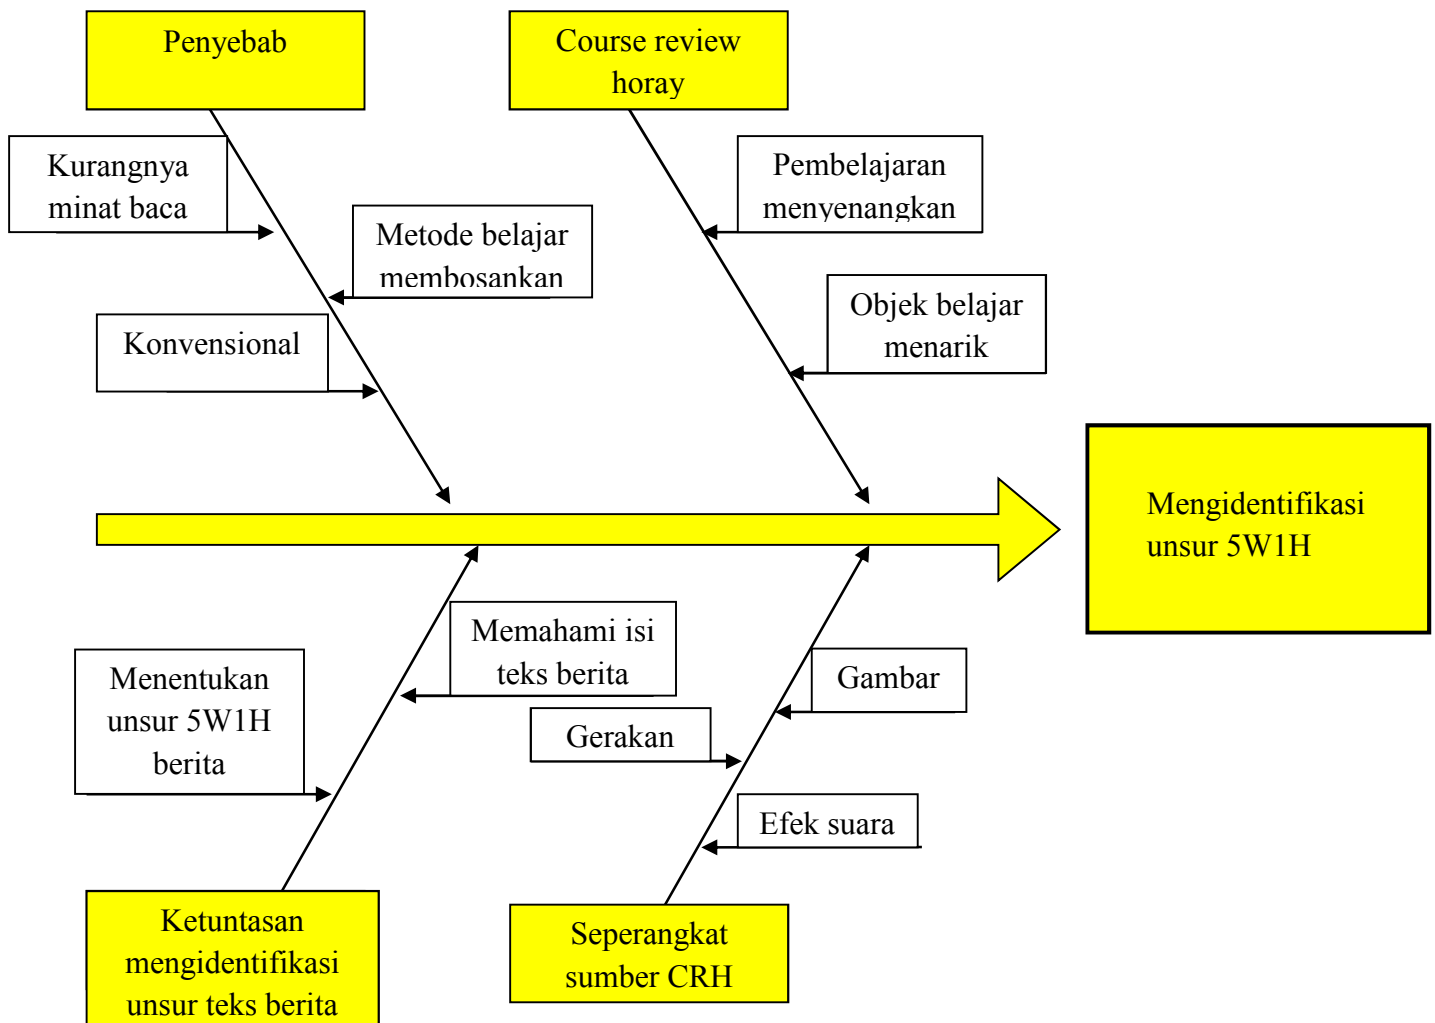 Penyebab
Course review
horay
Kurangnya
minat baca
Pembelajaran
menyenangkan
Metode belajar
membosankan
Objek belajar
menarik
Konvensional
Mengidentifikasi
unsur 5W1H
Memahami isi
teks berita
Menentukan
unsur 5W1H
berita
Gambar
Gerakan
Efek suara
Ketuntasan
mengidentifikasi
unsur teks berita
Seperangkat
sumber CRH